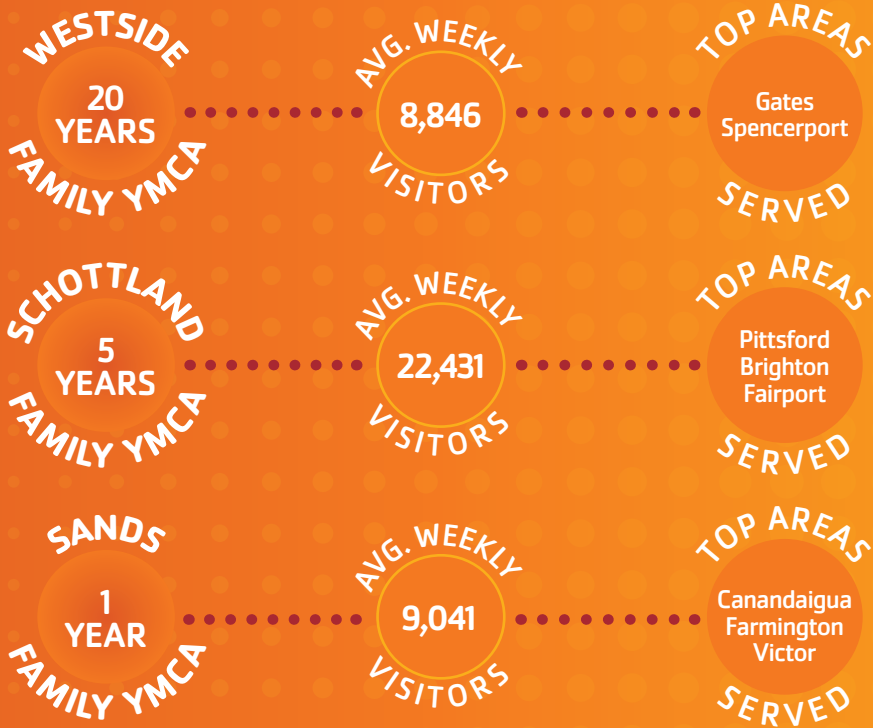 WESTSIDE
20
YEARS
FAMILY YMCA
AVG. WEEKLY
8,846
VISITORS
TOP AREAS
Gates
Spencerport
SERVED
SCHOTTLAND
5
YEARS
FAMILY YMCA
AVG. WEEKLY
22,431
VISITORS
TOP AREAS
Pittsford
Brighton
Fairport
SERVED
SANDS
1
YEAR
FAMILY YMCA
AVG. WEEKLY
9,041
VISITORS
TOP AREAS
Canandaigua
Farmington
Victor
SERVED